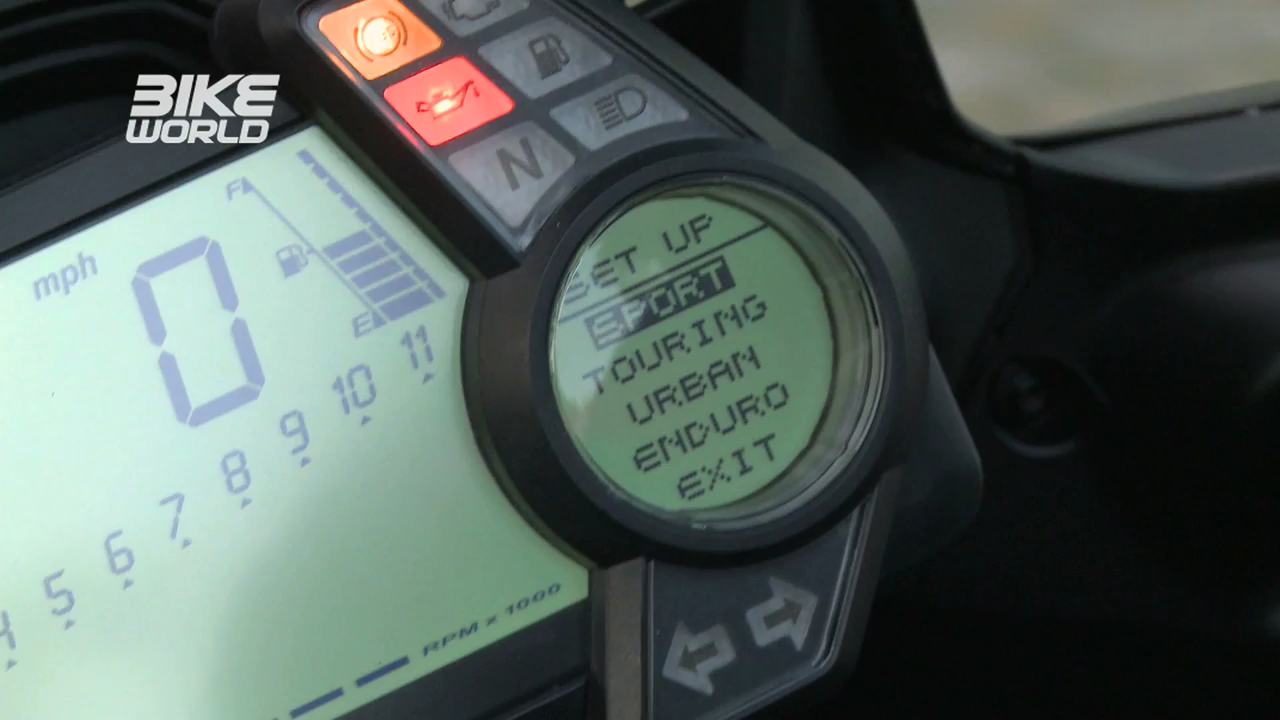 BIKE
WORLD
N
F
mph
0
E
4
5
6
7
8
9
10
11
RPM x 1000
SET UP
SPORT
TOURING
URBAN
ENDURO
EXIT